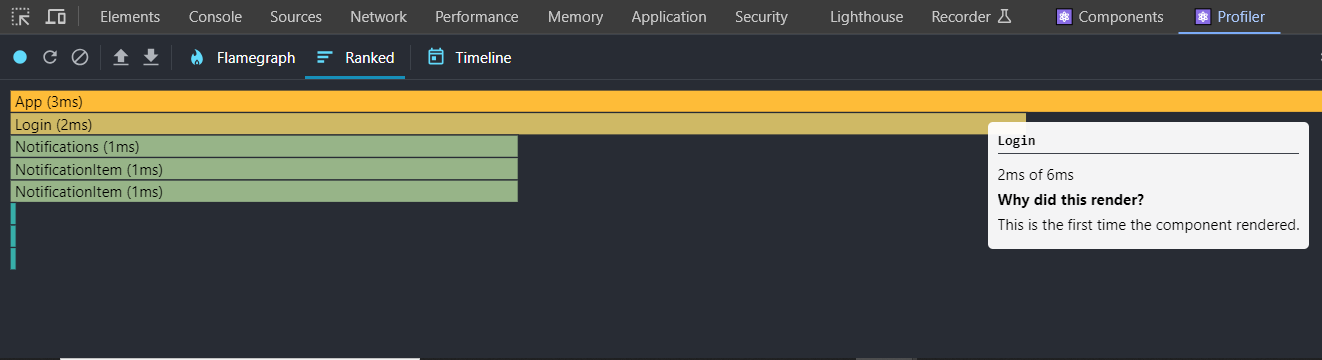 Elements Console Sources Network Performance Memory Application Security Lighthouse Recorder Components Profiler
Flamegraph Ranked Timeline
App (3ms)
Login (2ms)
Notifications (1ms)
NotificationItem (1ms)
NotificationItem (1ms)
Login
2ms of 6ms
Why did this render?
This is the first time the component rendered.